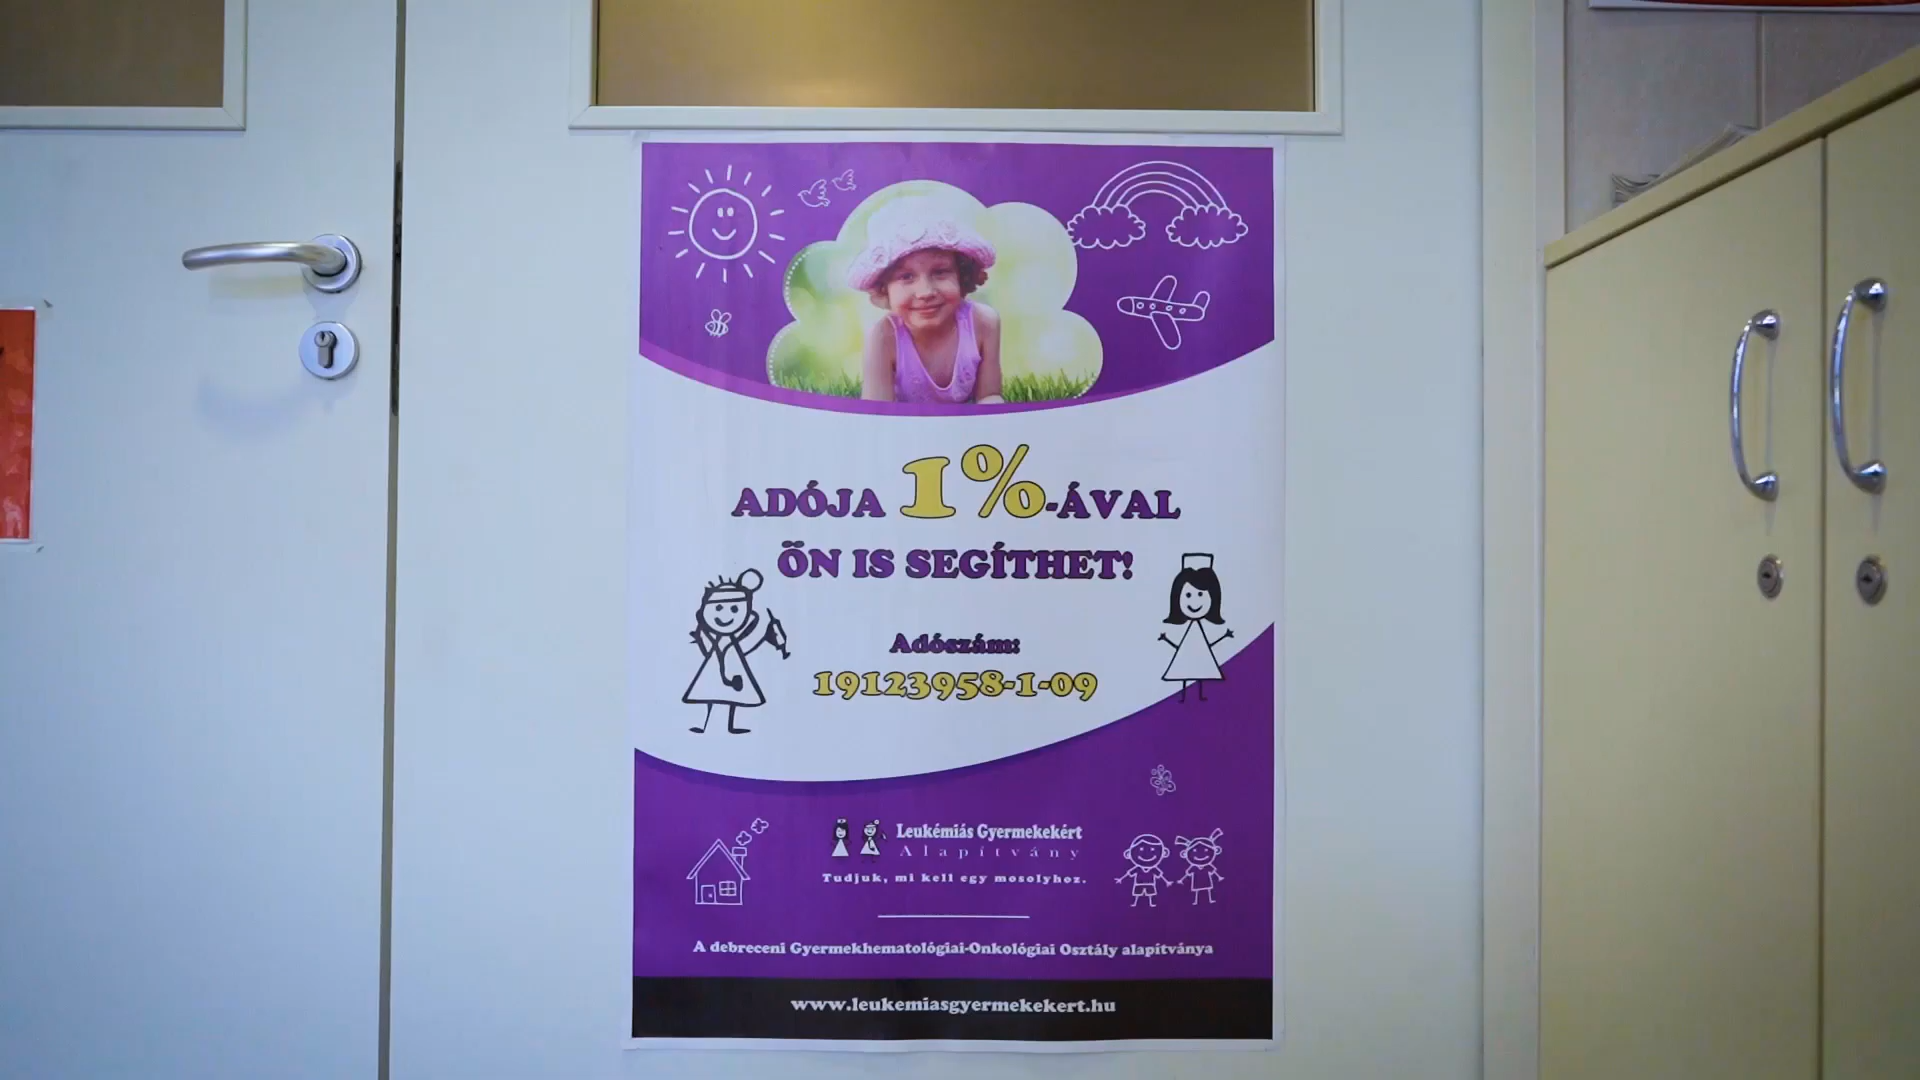 ADÓJA 1%-ÁVAL
ÖN IS SEGÍTHET!
Adószám:
19123958-1-09
Leukémiás Gyermekekért
Alapítvány
Tudjuk, mi kell egy mosolyhoz.
A debreceni Gyermekhematológiai-Onkológiai Osztály alapítványa
www.leukemiasgyermekekert.hu